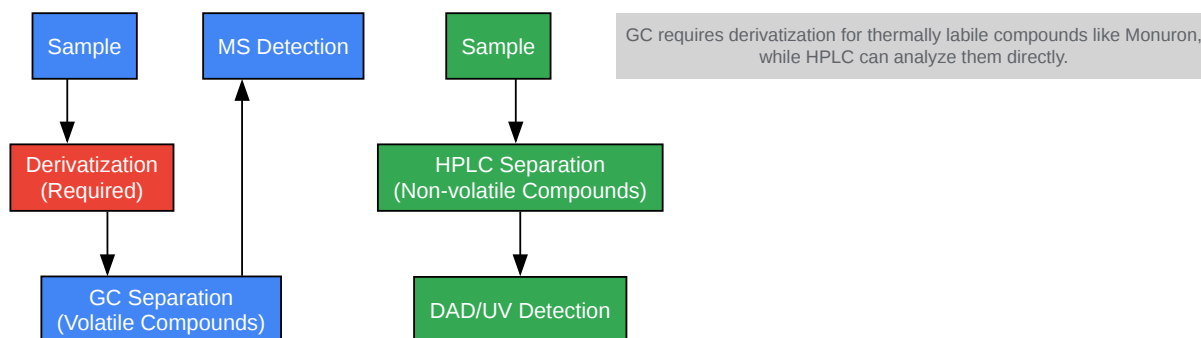 Sample
MS Detection
Sample
GC requires derivatization for thermally labile compounds like Monuron,
while HPLC can analyze them directly.
Derivatization
(Required)
HPLC Separation
(Non-volatile Compounds)
GC Separation
(Volatile Compounds)
DAD/UV Detection